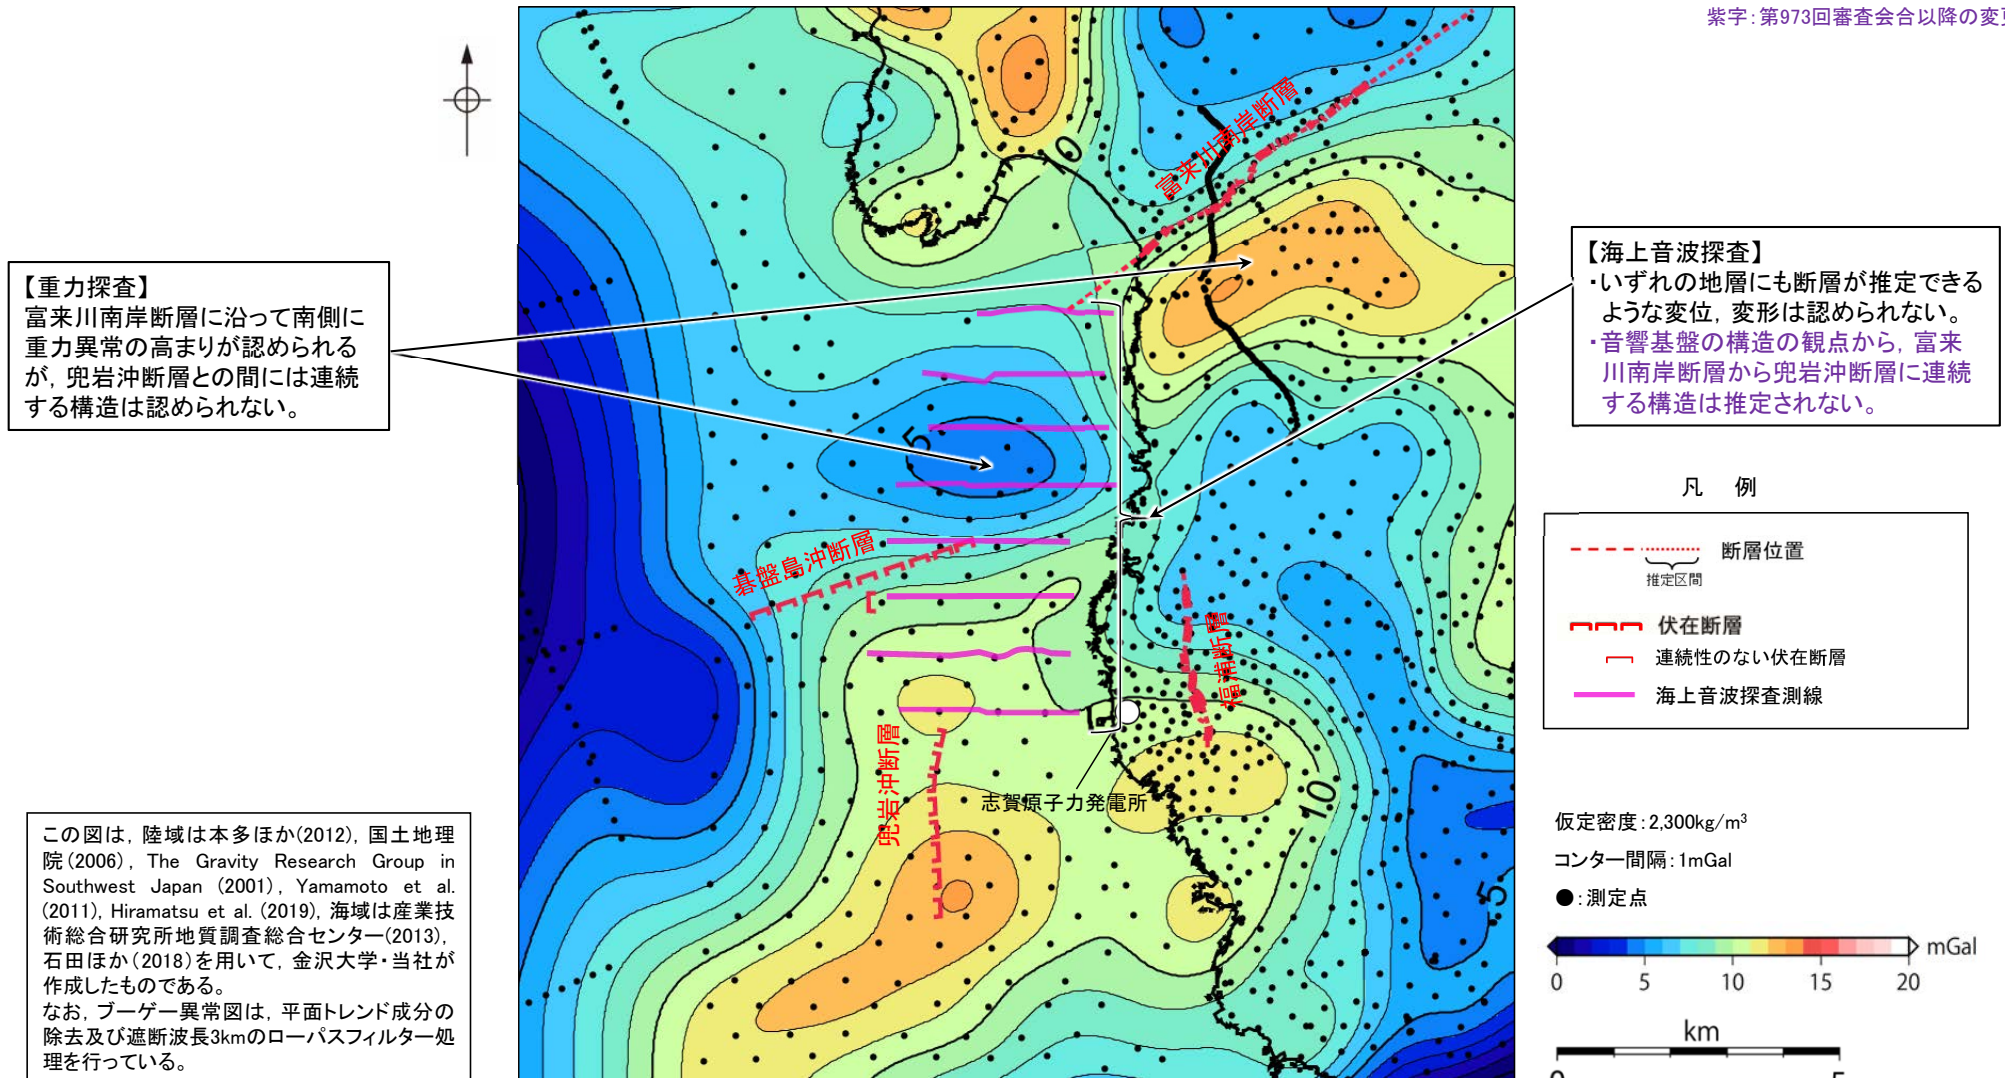 紫字：第973回審査会合以降の変
【重力探査】
富来川南岸断層に沿って南側に
重力異常の高まりが認められる
が，兜岩沖断層との間には連続
する構造は認められない。
【海上音波探査】
・いずれの地層にも断層が推定できる
ような変位，変形は認められない。
・音響基盤の構造の観点から，富来
川南岸断層から兜岩沖断層に連続
する構造は推定されない。
富来川南岸断層
10
5
碁盤島沖断層
福浦断層
兜岩沖断層
志賀原子力発電所
10
5
凡　例
断層位置
推定区間
伏在断層
連続性のない伏在断層
海上音波探査測線
仮定密度：2,300kg/m³
コンター間隔：1mGal
●：測定点
mGal
0 5 10 15 20
km
0 5
この図は，陸域は本多ほか(2012)，国土地理
院(2006)，The Gravity Research Group in
Southwest Japan (2001)，Yamamoto et al.
(2011)，Hiramatsu et al. (2019)，海域は産業技
術総合研究所地質調査総合センター(2013)，
石田ほか(2018)を用いて，金沢大学・当社が
作成したものである。
なお，ブーゲー異常図は，平面トレンド成分の
除去及び遮断波長3kmのローパスフィルター処
理を行っている。